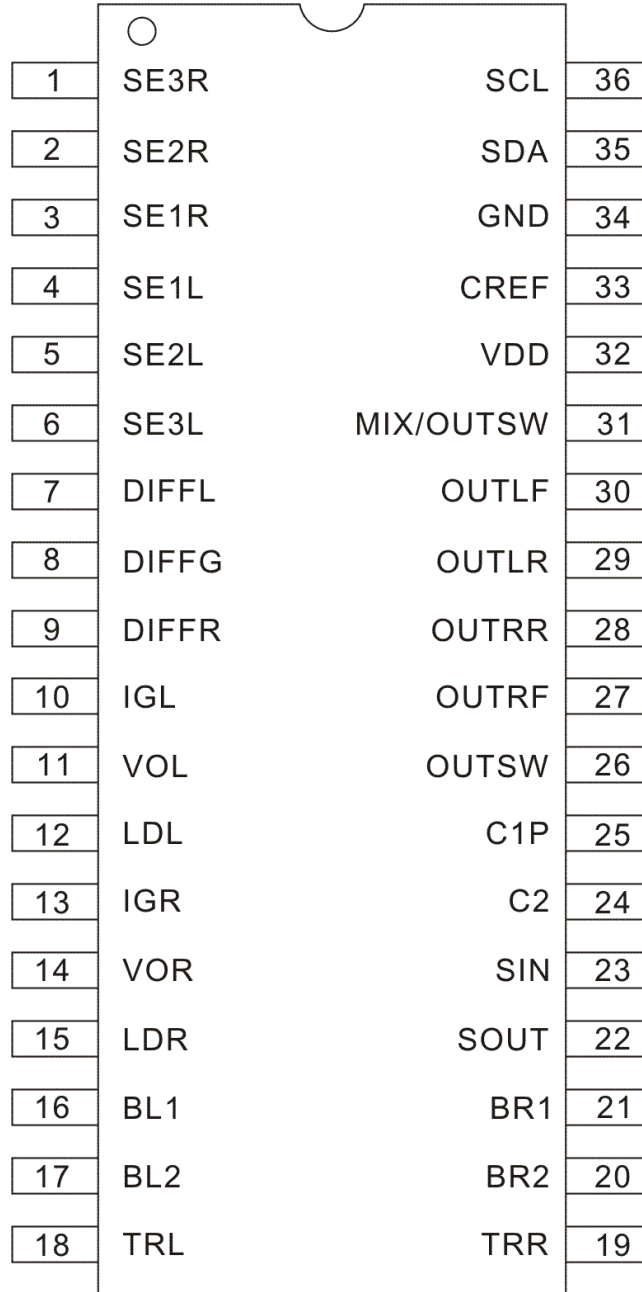 1 SE3R SCL 36
2 SE2R SDA 35
3 SE1R GND 34
4 SE1L CREF 33
5 SE2L VDD 32
6 SE3L MIX/OUTSW 31
7 DIFFL OUTLF 30
8 DIFFG OUTLR 29
9 DIFFR OUTRR 28
10 IGL OUTRF 27
11 VOL OUTSW 26
12 LDL C1P 25
13 IGR C2 24
14 VOR SIN 23
15 LDR SOUT 22
16 BL1 BR1 21
17 BL2 BR2 20
18 TRL TRR 19